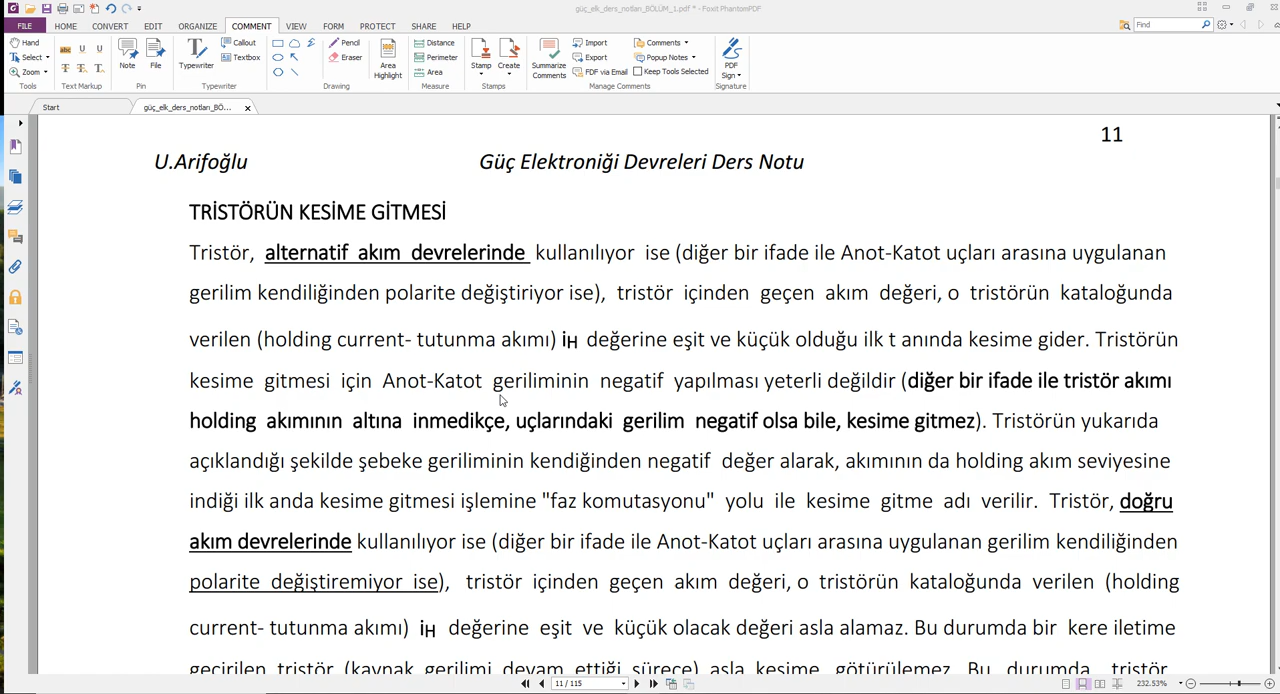 güç_elk_ders_notları_BÖLÜM_1.pdf * - Foxit PhantomPDF
FILE HOME CONVERT EDIT ORGANIZE COMMENT VIEW FORM PROTECT SHARE HELP
Find
Hand
Select
Zoom
Tools
Text Markup
Note
File
Pin
Typewriter
Callout
Textbox
Typewriter
Pencil
Eraser
Drawing
Area
Highlight
Distance
Perimeter
Area
Measure
Stamp
Create
Stamps
Summarize
Comments
Import
Export
FDF via Email
Comments
Popup Notes
Keep Tools Selected
Manage Comments
PDF
Sign
Signature
Start
güç_elk_ders_notları_BÖ...
11
U.Arifoğlu Güç Elektroniği Devreleri Ders Notu
TRİSTÖRÜN KESİME GİTMESİ
Tristör, alternatif akım devrelerinde kullanılıyor ise (diğer bir ifade ile Anot-Katot uçları arasına uygulanan
gerilim kendiliğinden polarite değiştiriyor ise), tristör içinden geçen akım değeri, o tristörün kataloğunda
verilen (holding current- tutunma akımı) iH değerine eşit ve küçük olduğu ilk t anında kesime gider. Tristörün
kesime gitmesi için Anot-Katot geriliminin negatif yapılması yeterli değildir (diğer bir ifade ile tristör akımı
holding akımının altına inmedikçe, uçlarındaki gerilim negatif olsa bile, kesime gitmez). Tristörün yukarıda
açıklandığı şekilde şebeke geriliminin kendiğinden negatif değer alarak, akımının da holding akım seviyesine
indiği ilk anda kesime gitmesi işlemine "faz komutasyonu" yolu ile kesime gitme adı verilir. Tristör, doğru
akım devrelerinde kullanılıyor ise (diğer bir ifade ile Anot-Katot uçları arasına uygulanan gerilim kendiliğinden
polarite değiştiremiyor ise), tristör içinden geçen akım değeri, o tristörün kataloğunda verilen (holding
current- tutunma akımı) iH değerine eşit ve küçük olacak değeri asla alamaz. Bu durumda bir kere iletime
geçirilen tristör (kaynak gerilimi devam ettiği sürece) asla kesime götürülemez. Bu durumda tristör
11 / 115
232.53%